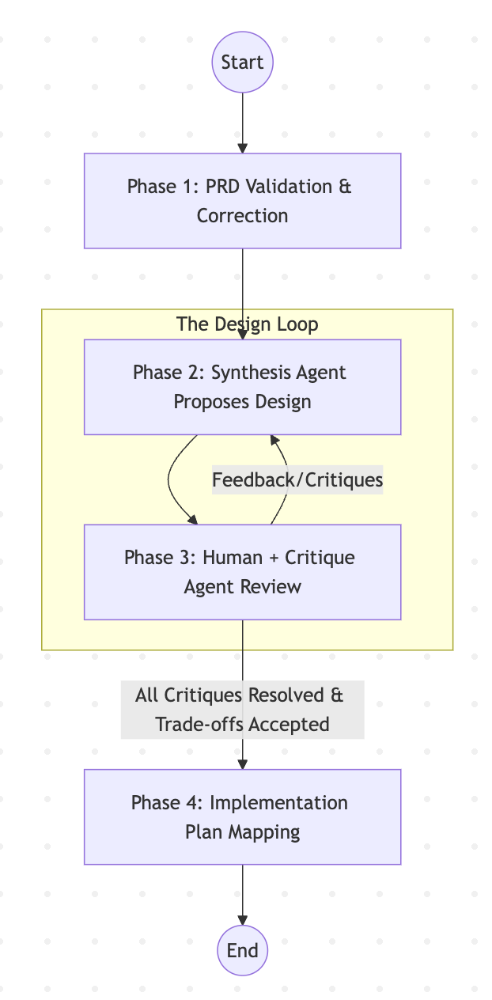 Start
Phase 1: PRD Validation &
Correction
The Design Loop
Phase 2: Synthesis Agent
Proposes Design
Feedback/Critiques
Phase 3: Human + Critique
Agent Review
All Critiques Resolved &
Trade-offs Accepted
Phase 4: Implementation
Plan Mapping
End